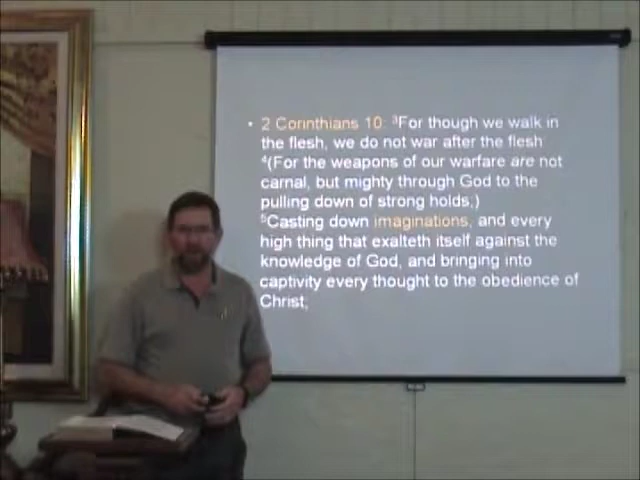 • 2 Corinthians 10: ³For though we walk in
the flesh, we do not war after the flesh
⁴(For the weapons of our warfare are not
carnal, but mighty through God to the
pulling down of strong holds.)
⁵Casting down imaginations, and every
high thing that exalteth itself against the
knowledge of God, and bringing into
captivity every thought to the obedience of
Christ;